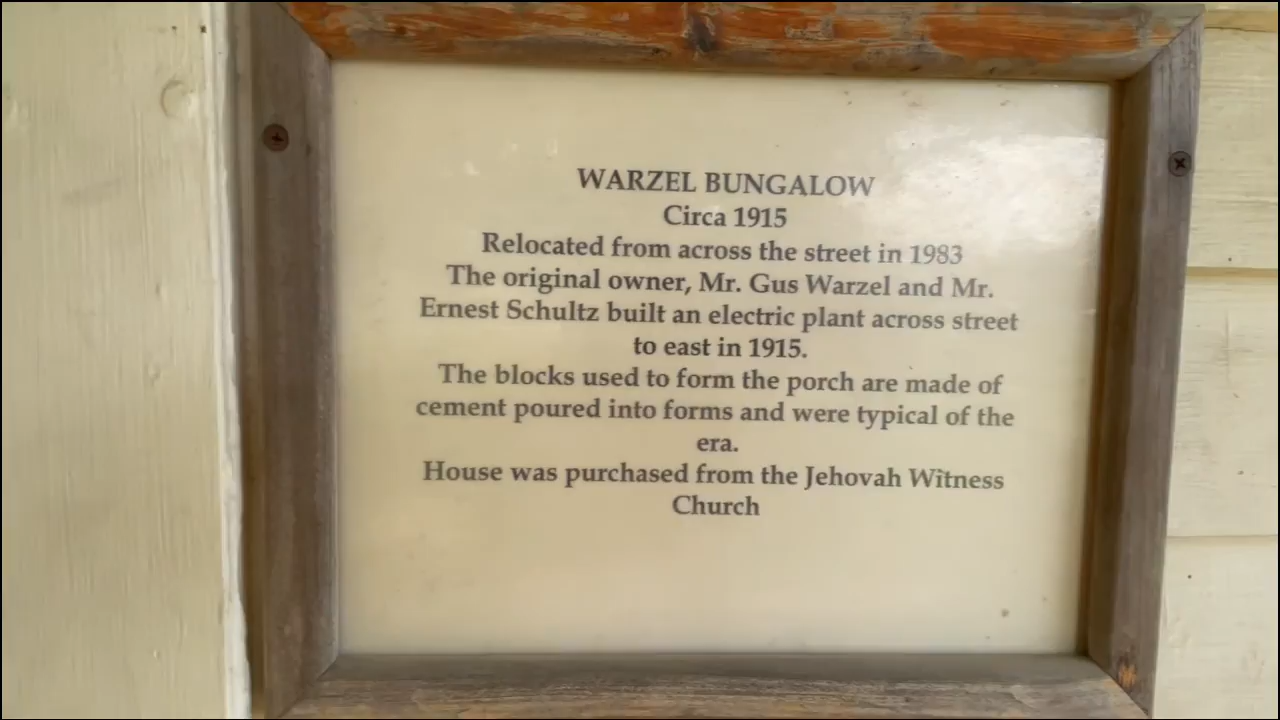 WARZEL BUNGALOW
Circa 1915
Relocated from across the street in 1983
The original owner, Mr. Gus Warzel and Mr.
Ernest Schultz built an electric plant across street
to east in 1915.
The blocks used to form the porch are made of
cement poured into forms and were typical of the
era.
House was purchased from the Jehovah Witness
Church